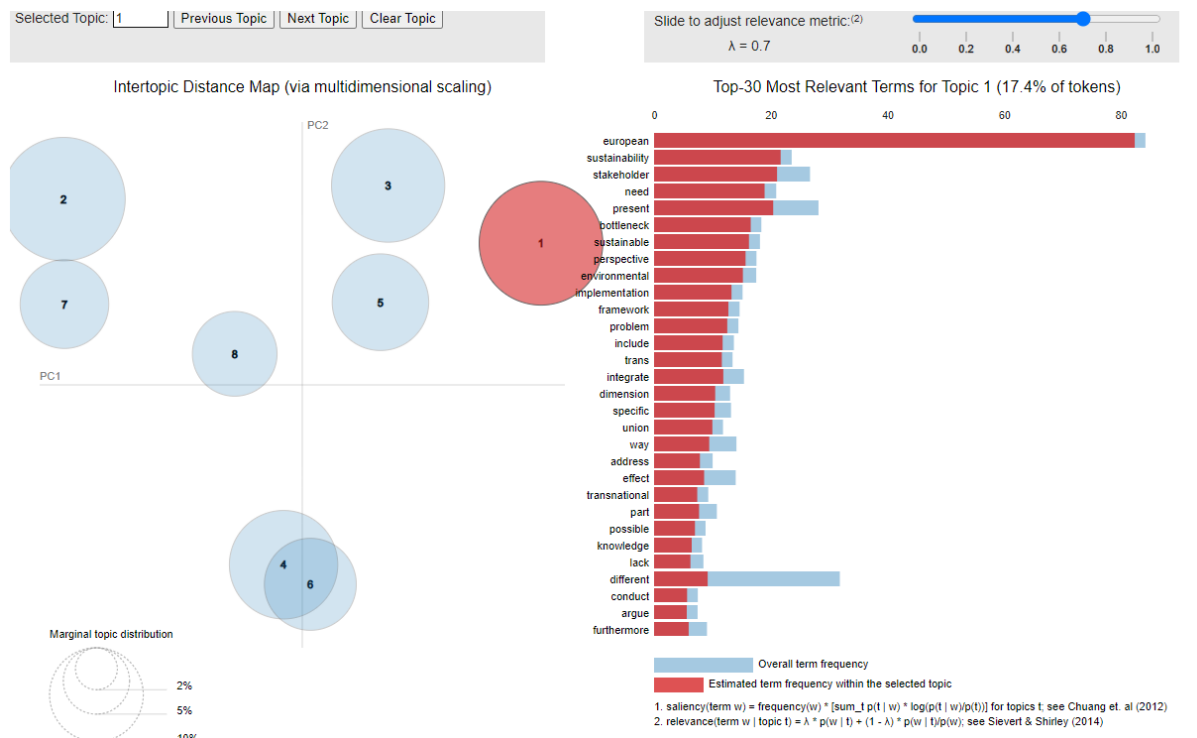 Selected Topic: 1 Previous Topic Next Topic Clear Topic
Slide to adjust relevance metric:(2)
λ = 0.7
0.0 0.2 0.4 0.6 0.8 1.0
Intertopic Distance Map (via multidimensional scaling)
PC2
PC1
2
3
1
7
5
8
4
6
Marginal topic distribution
2%
5%
10%
Top-30 Most Relevant Terms for Topic 1 (17.4% of tokens)
0 20 40 60 80
european
sustainability
stakeholder
need
present
bottleneck
sustainable
perspective
environmental
implementation
framework
problem
include
trans
integrate
dimension
specific
union
way
address
effect
transnational
part
possible
knowledge
lack
different
conduct
argue
furthermore
Overall term frequency
Estimated term frequency within the selected topic
1. saliency(term w) = frequency(w) * [sum_t p(t | w) * log(p(t | w)/p(t))] for topics t; see Chuang et. al (2012)
2. relevance(term w | topic t) = λ * p(w | t) + (1 - λ) * p(w | t)/p(w); see Sievert & Shirley (2014)